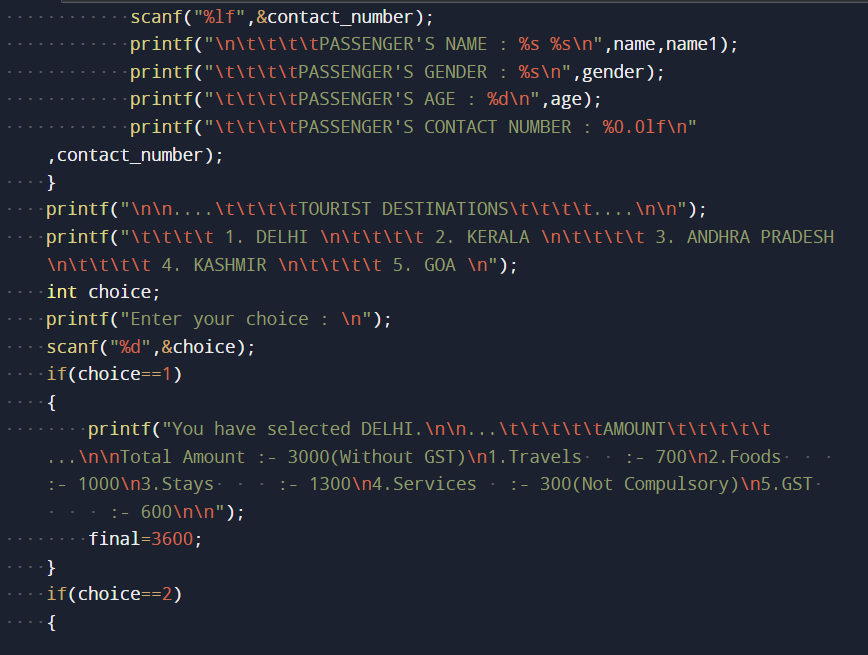 scanf("%lf",&contact_number);
printf("\n\t\t\t\tPASSENGER'S NAME : %s %s\n",name,name1);
printf("\t\t\t\tPASSENGER'S GENDER : %s\n",gender);
printf("\t\t\t\tPASSENGER'S AGE : %d\n",age);
printf("\t\t\t\tPASSENGER'S CONTACT NUMBER : %0.0lf\n"
,contact_number);
}
printf("\n\n....\t\t\t\tTOURIST DESTINATIONS\t\t\t\t....\n\n");
printf("\t\t\t\t 1. DELHI \n\t\t\t\t 2. KERALA \n\t\t\t\t 3. ANDHRA PRADESH
\n\t\t\t\t 4. KASHMIR \n\t\t\t\t 5. GOA \n");
int choice;
printf("Enter your choice : \n");
scanf("%d",&choice);
if(choice==1)
{
printf("You have selected DELHI.\n\n...\t\t\t\t\tAMOUNT\t\t\t\t\t
...\n\nTotal Amount :- 3000(Without GST)\n1.Travels   :- 700\n2.Foods
:- 1000\n3.Stays    :- 1300\n4.Services  :- 300(Not Compulsory)\n5.GST
:- 600\n\n");
final=3600;
}
if(choice==2)
{